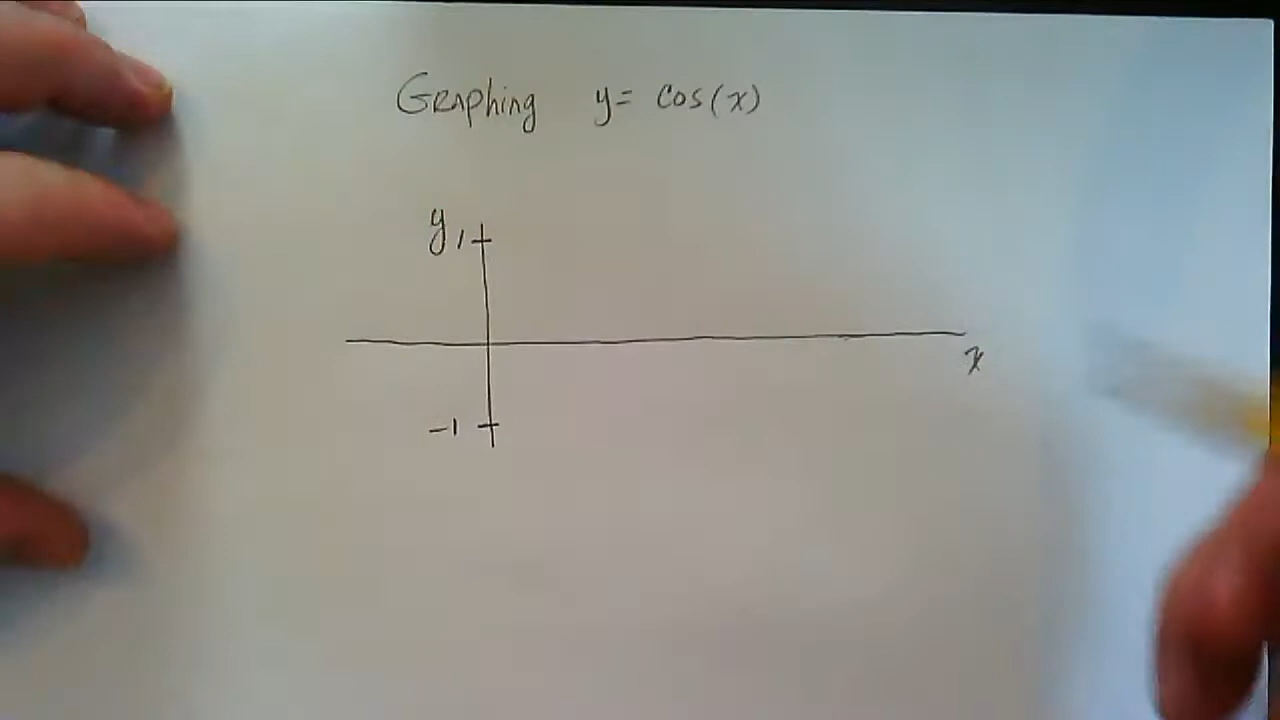 Graphing y = cos(x)
y 1
x
-1